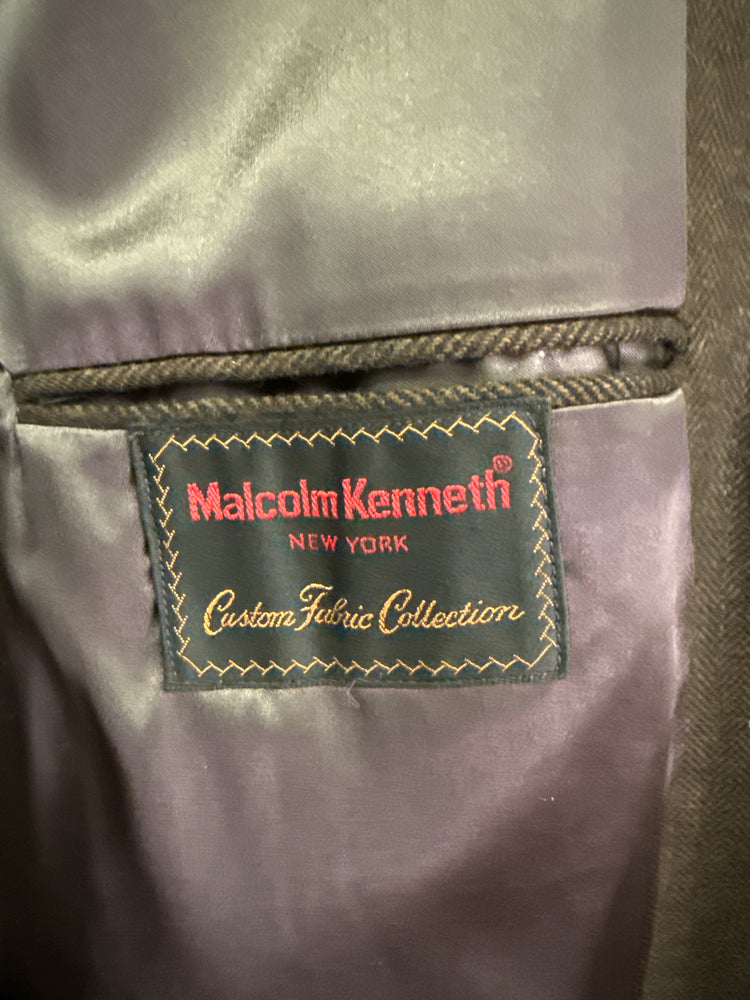 Malcolm Kenneth®
NEW YORK
Custom Fabric Collection